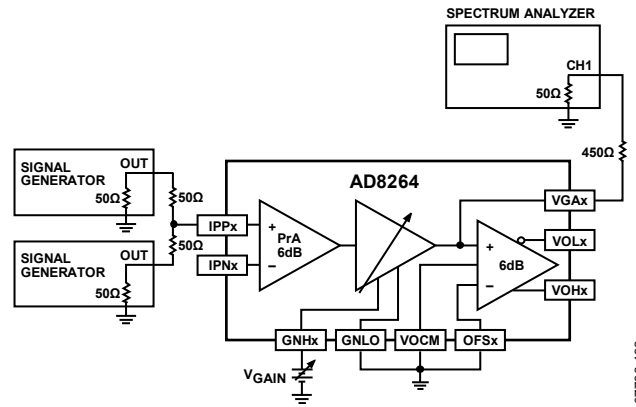 SPECTRUM ANALYZER
CH1
50Ω
450Ω
SIGNAL
GENERATOR
OUT
50Ω
50Ω
SIGNAL
GENERATOR
OUT
50Ω
50Ω
AD8264
IPPx
IPNx
+
PrA
6dB
−
+
6dB
−
VGAx
VOLx
VOHx
GNHx
GNLO
VOCM
OFSx
VGAIN